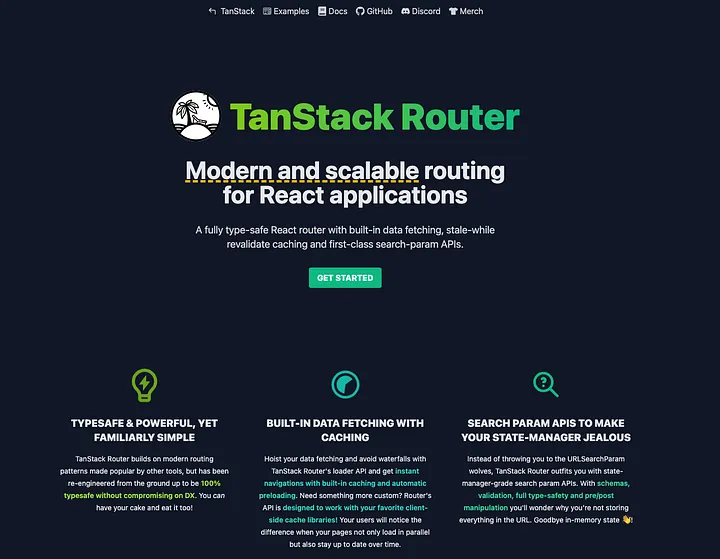 TanStack Examples Docs GitHub Discord Merch
TanStack Router
Modern and scalable routing
for React applications
A fully type-safe React router with built-in data fetching, stale-while
revalidate caching and first-class search-param APIs.
GET STARTED
TYPESAFE & POWERFUL, YET
FAMILIARLY SIMPLE
TanStack Router builds on modern routing
patterns made popular by other tools, but has been
re-engineered from the ground up to be 100%
typesafe without compromising on DX. You can
have your cake and eat it too!
BUILT-IN DATA FETCHING WITH
CACHING
Hoist your data fetching and avoid waterfalls with
TanStack Router's loader API and get instant
navigations with built-in caching and automatic
preloading. Need something more custom? Router's
API is designed to work with your favorite client-
side cache libraries! Your users will notice the
difference when your pages not only load in parallel
but also stay up to date over time.
SEARCH PARAM APIS TO MAKE
YOUR STATE-MANAGER JEALOUS
Instead of throwing you to the URLSearchParam
wolves, TanStack Router outfits you with state-
manager-grade search param APIs. With schemas,
validation, full type-safety and pre/post
manipulation you'll wonder why you're not storing
everything in the URL. Goodbye in-memory state 👋!